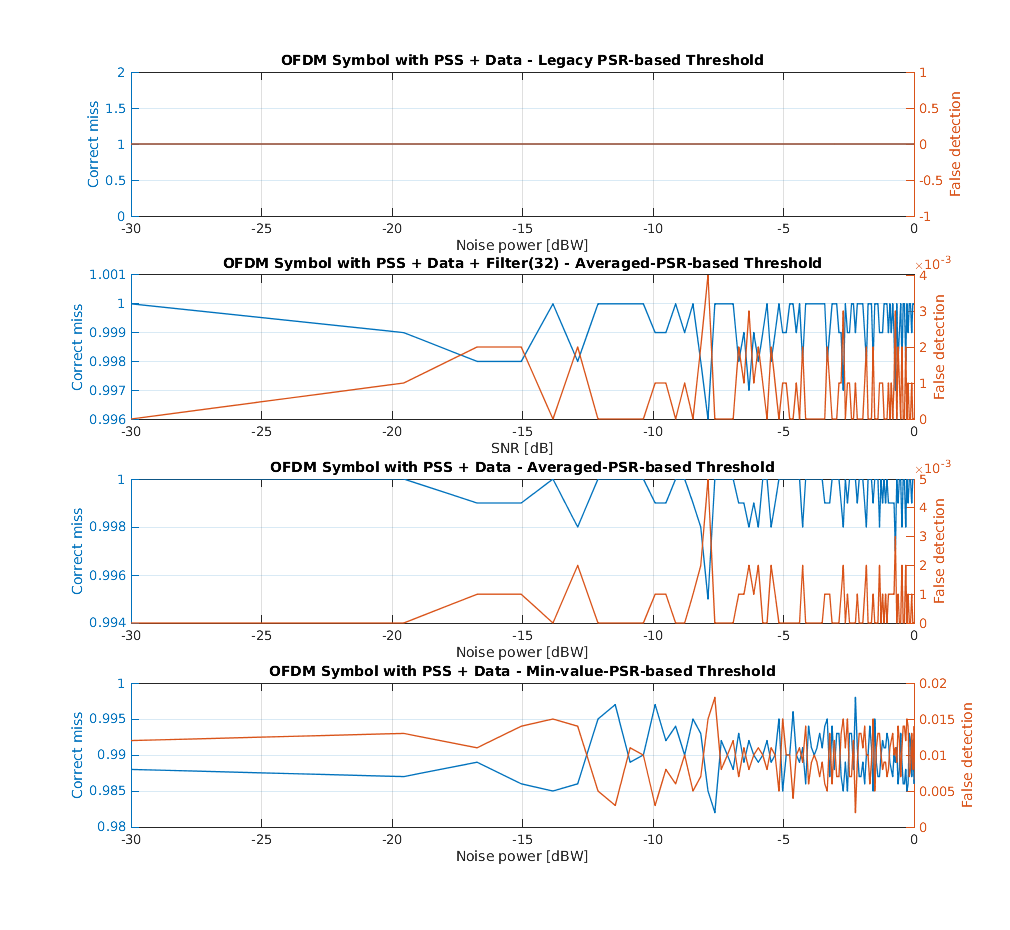 OFDM Symbol with PSS + Data - Legacy PSR-based Threshold
2
1.5
1
0.5
0
Correct miss
1
0.5
0
-0.5
-1
False detection
-30 -25 -20 -15 -10 -5 0
Noise power [dBW]
OFDM Symbol with PSS + Data + Filter(32) - Averaged-PSR-based Threshold
1.001
1
0.999
0.998
0.997
0.996
Correct miss
×10⁻³
4
3
2
1
0
False detection
-30 -25 -20 -15 -10 -5 0
SNR [dB]
OFDM Symbol with PSS + Data - Averaged-PSR-based Threshold
1
0.998
0.996
0.994
Correct miss
×10⁻³
5
4
3
2
1
0
False detection
-30 -25 -20 -15 -10 -5 0
Noise power [dBW]
OFDM Symbol with PSS + Data - Min-value-PSR-based Threshold
1
0.995
0.99
0.985
0.98
Correct miss
0.02
0.015
0.01
0.005
0
False detection
-30 -25 -20 -15 -10 -5 0
Noise power [dBW]